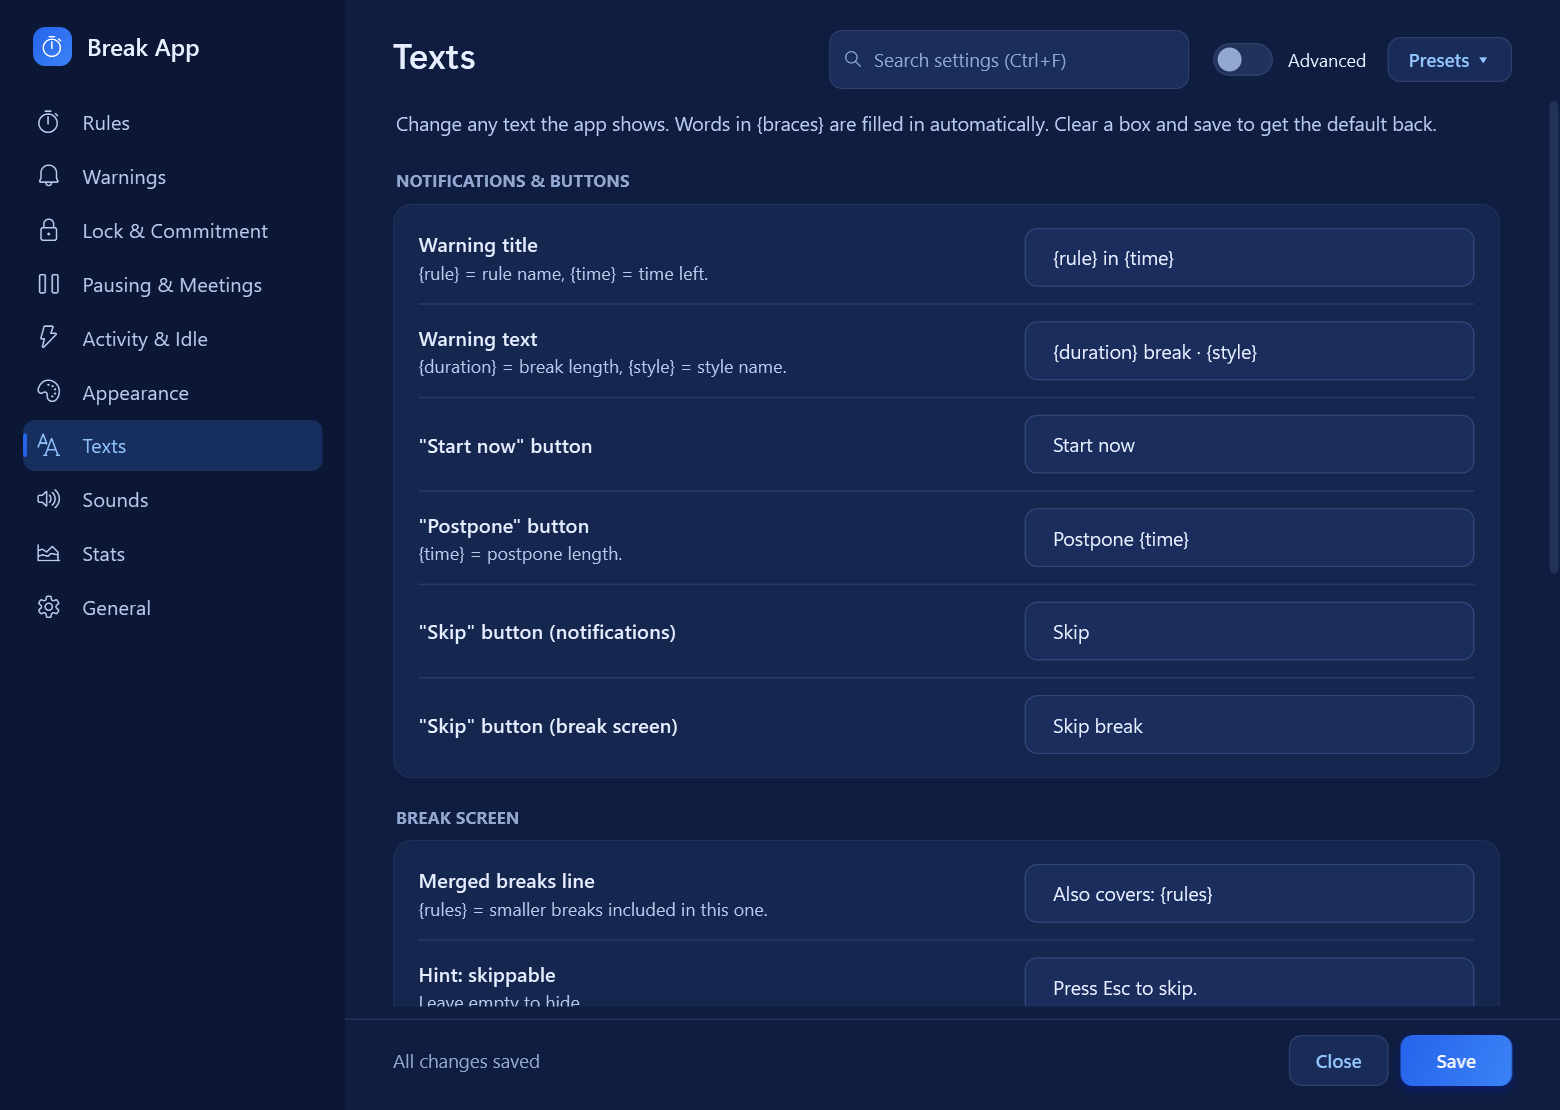 Break App
Rules
Warnings
Lock & Commitment
Pausing & Meetings
Activity & Idle
Appearance
Texts
Sounds
Stats
General
Texts
Search settings (Ctrl+F)
Advanced
Presets
Change any text the app shows. Words in {braces} are filled in automatically. Clear a box and save to get the default back.
NOTIFICATIONS & BUTTONS
Warning title
{rule} = rule name, {time} = time left.
{rule} in {time}
Warning text
{duration} = break length, {style} = style name.
{duration} break · {style}
"Start now" button
Start now
"Postpone" button
{time} = postpone length.
Postpone {time}
"Skip" button (notifications)
Skip
"Skip" button (break screen)
Skip break
BREAK SCREEN
Merged breaks line
{rules} = smaller breaks included in this one.
Also covers: {rules}
Hint: skippable
Leave empty to hide
Press Esc to skip.
All changes saved
Close
Save